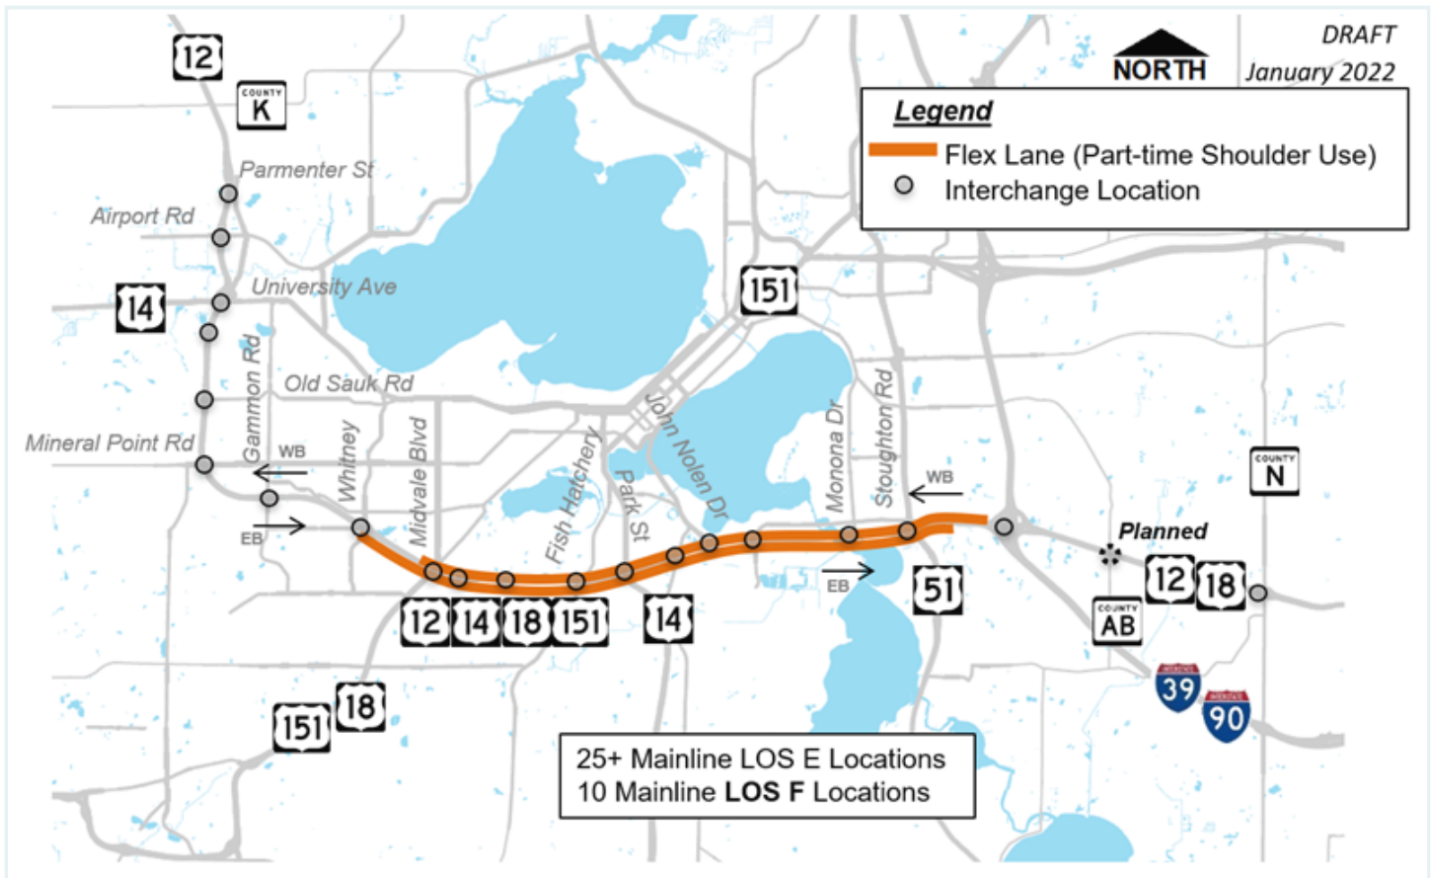 DRAFT
January 2022
NORTH
Legend
Flex Lane (Part-time Shoulder Use)
Interchange Location
12
COUNTY
K
Parmenter St
Airport Rd
University Ave
14
151
Gammon Rd
Old Sauk Rd
Mineral Point Rd
WB
EB
Whitney
Midvale Blvd
Fish Hatchery
Park St
John Nolen Dr
Monona Dr
Stoughton Rd
WB
EB
COUNTY
N
Planned
12 18
COUNTY
AB
51
12 14 18 151
14
39
90
18
151
25+ Mainline LOS E Locations
10 Mainline LOS F Locations